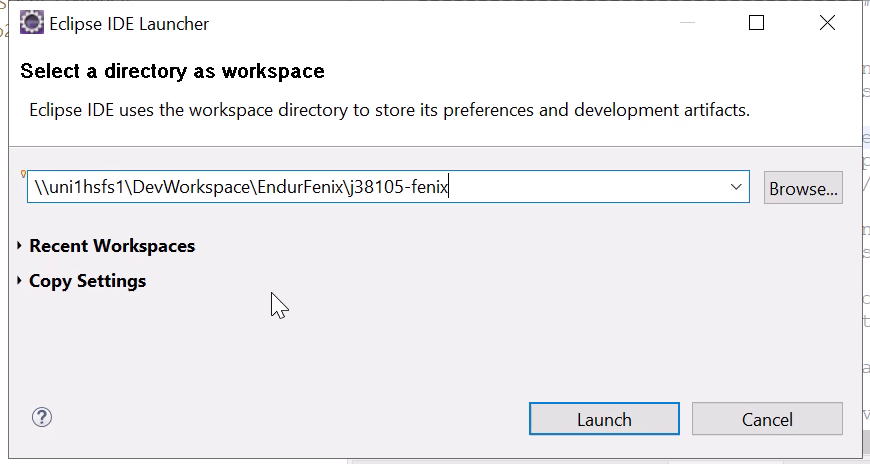 Eclipse IDE Launcher
Select a directory as workspace
Eclipse IDE uses the workspace directory to store its preferences and development artifacts.
\\uni1hsfs1\DevWorkspace\EndurFenix\j38105-fenix
Browse...
Recent Workspaces
Copy Settings
?
Launch
Cancel